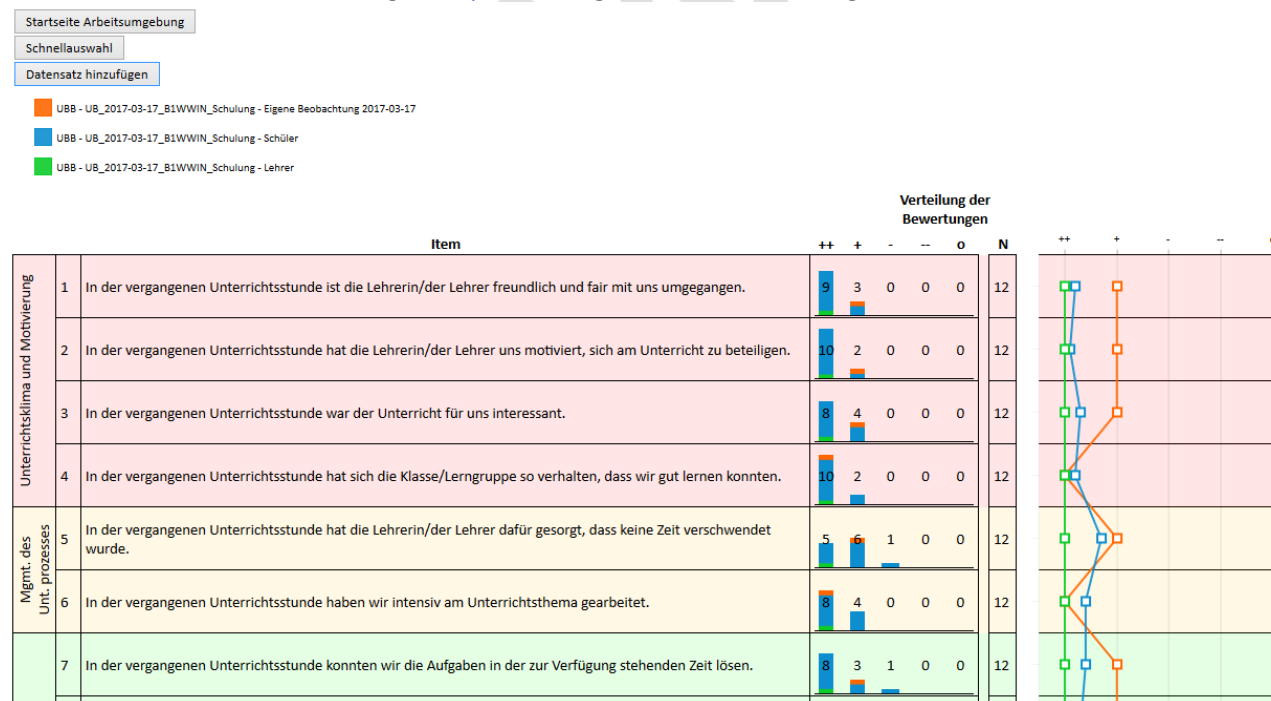 Startseite Arbeitsumgebung
Schnellauswahl
Datensatz hinzufügen
UBB - UB_2017-03-17_B1WWIN_Schulung - Eigene Beobachtung 2017-03-17
UBB - UB_2017-03-17_B1WWIN_Schulung - Schüler
UBB - UB_2017-03-17_B1WWIN_Schulung - Lehrer
Verteilung der
Bewertungen
Item ++ + - -- o N ++ + - --
Unterrichtsklima und Motivierung
1 In der vergangenen Unterrichtsstunde ist die Lehrerin/der Lehrer freundlich und fair mit uns umgegangen. 9 3 0 0 0 12
2 In der vergangenen Unterrichtsstunde hat die Lehrerin/der Lehrer uns motiviert, sich am Unterricht zu beteiligen. 10 2 0 0 0 12
3 In der vergangenen Unterrichtsstunde war der Unterricht für uns interessant. 8 4 0 0 0 12
4 In der vergangenen Unterrichtsstunde hat sich die Klasse/Lerngruppe so verhalten, dass wir gut lernen konnten. 10 2 0 0 0 12
Mgmt. des
Unt. prozesses
5 In der vergangenen Unterrichtsstunde hat die Lehrerin/der Lehrer dafür gesorgt, dass keine Zeit verschwendet
wurde. 5 6 1 0 0 12
6 In der vergangenen Unterrichtsstunde haben wir intensiv am Unterrichtsthema gearbeitet. 8 4 0 0 0 12
7 In der vergangenen Unterrichtsstunde konnten wir die Aufgaben in der zur Verfügung stehenden Zeit lösen. 8 3 1 0 0 12